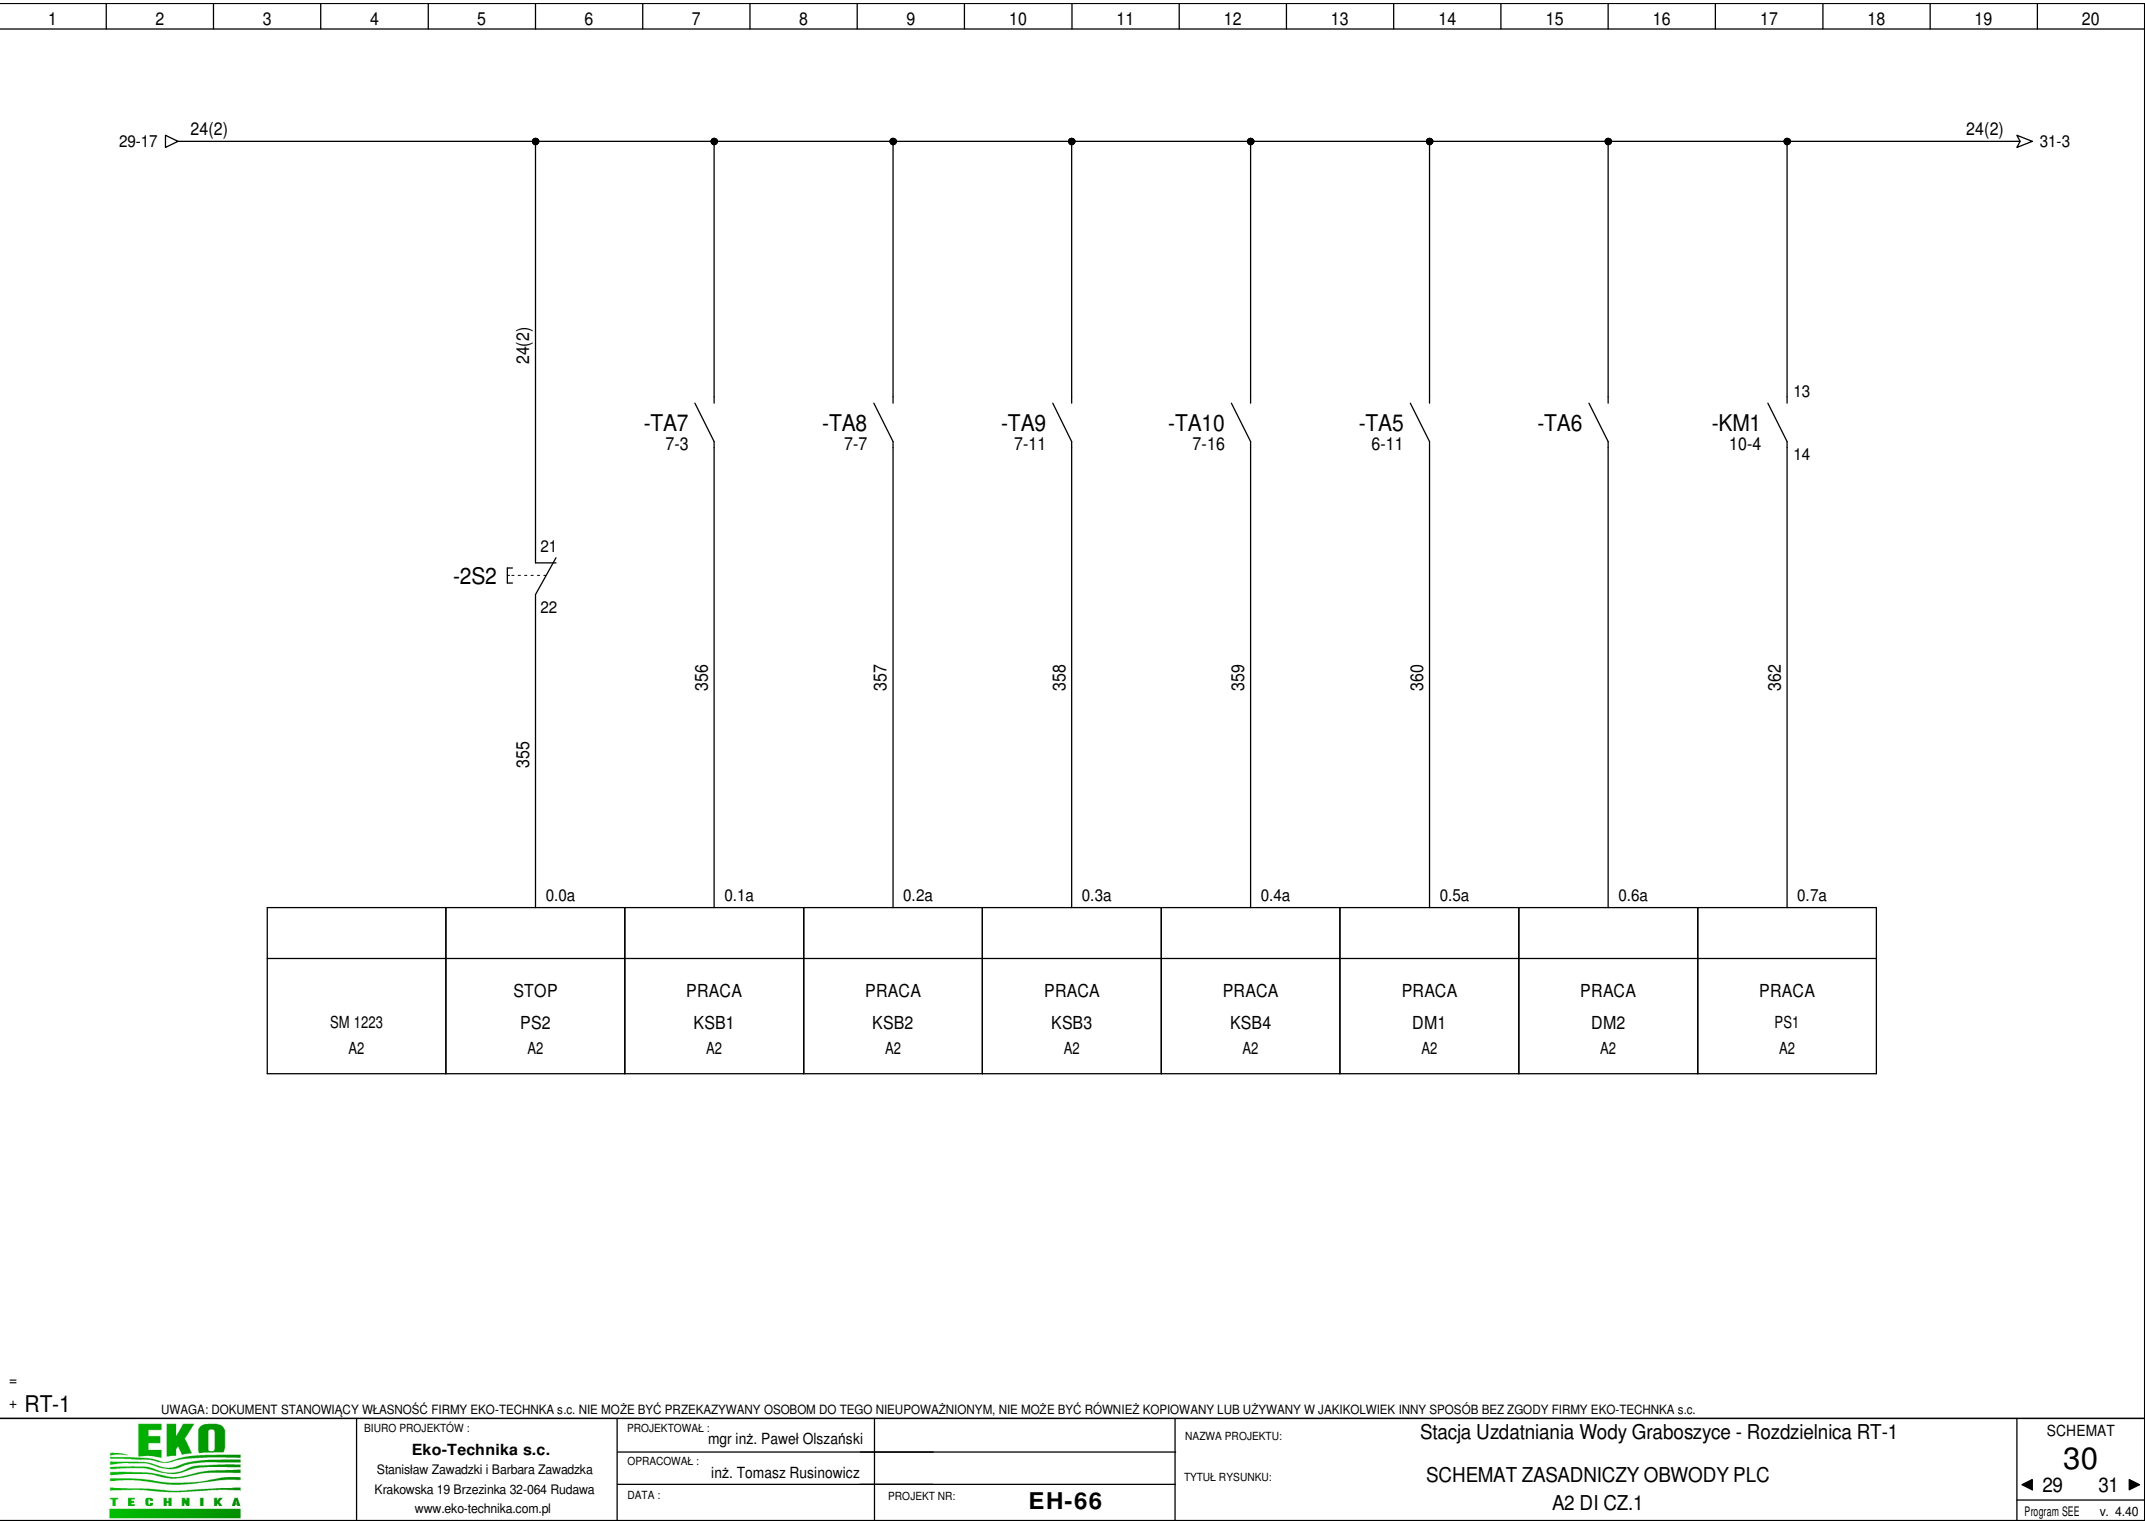 1 2 3 4 5 6 7 8 9 10 11 12 13 14 15 16 17 18 19 20
24(2) 24(2)
29-17 31-3
24(2)
13
-TA7 -TA8 -TA9 -TA10 -TA5 -TA6 -KM1
7-3 7-7 7-11 7-16 6-11 10-4
14
21
-2S2
22
356 357 358 359 360 362
355
0.0a 0.1a 0.2a 0.3a 0.4a 0.5a 0.6a 0.7a
STOP PRACA PRACA PRACA PRACA PRACA PRACA PRACA
SM 1223 PS2 KSB1 KSB2 KSB3 KSB4 DM1 DM2 PS1
A2 A2 A2 A2 A2 A2 A2 A2 A2
=
+ RT-1
UWAGA: DOKUMENT STANOWIĄCY WŁASNOŚĆ FIRMY EKO-TECHNKA s.c. NIE MOŻE BYĆ PRZEKAZYWANY OSOBOM DO TEGO NIEUPOWAŻNIONYM, NIE MOŻE BYĆ RÓWNIEŻ KOPIOWANY LUB UŻYWANY W JAKIKOLWIEK INNY SPOSÓB BEZ ZGODY FIRMY EKO-TECHNKA s.c.
EKO
TECHNIKA
BIURO PROJEKTÓW :
Eko-Technika s.c.
Stanisław Zawadzki i Barbara Zawadzka
Krakowska 19 Brzezinka 32-064 Rudawa
www.eko-technika.com.pl
PROJEKTOWAŁ : mgr inż. Paweł Olszański
OPRACOWAŁ : inż. Tomasz Rusinowicz
DATA :
PROJEKT NR: EH-66
NAZWA PROJEKTU: Stacja Uzdatniania Wody Graboszyce - Rozdzielnica RT-1
TYTUŁ RYSUNKU: SCHEMAT ZASADNICZY OBWODY PLC
A2 DI CZ.1
SCHEMAT
30
29 31
Program SEE v. 4.40